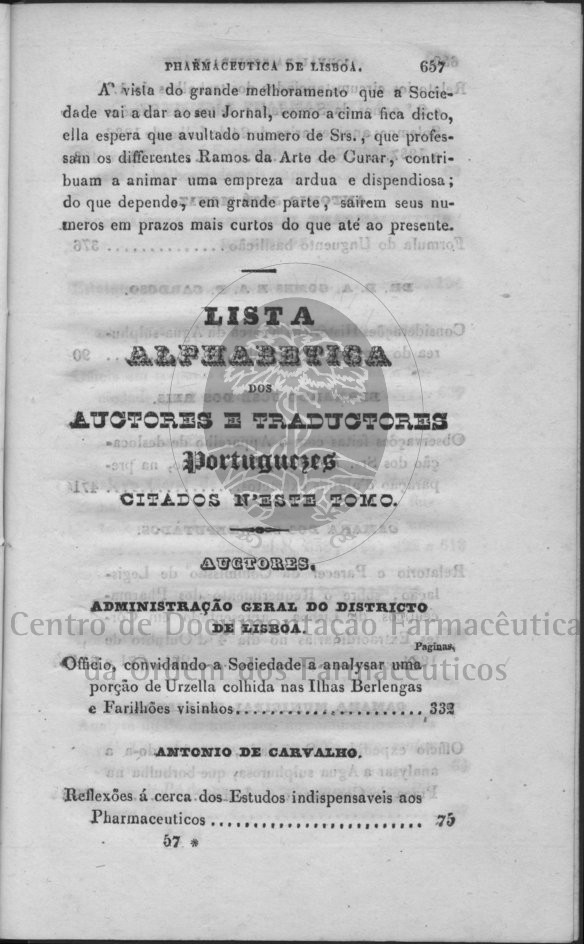 PHARMACEUTICA DE LISBOA. 657
A' vista do grande melhoramento que a Socie-
dade vai a dar ao seu Jornal, como acima fica dicto,
ella espera que avultado numero de Srs., que profes-
sam os differentes Ramos da Arte de Curar, contri-
buam a animar uma empreza ardua e dispendiosa;
do que depende, em grande parte, sairem seus nu-
meros em prazos mais curtos do que até ao presente.
LISTA
ALPHABETICA
DOS
AUCTORES E TRADUCTORES
Portuguezes
CITADOS N'ESTE TOMO.
AUCTORES.
ADMINISTRAÇÃO GERAL DO DISTRICTO
DE LISBOA.
Paginas.
Officio, convidando a Sociedade a analysar uma
porção de Urzella colhida nas Ilhas Berlengas
e Farilhões visinhos........................ 332
ANTONIO DE CARVALHO.
Reflexões á cerca dos Estudos indispensaveis aos
Pharmaceuticos ........................... 75
57 *
Centro de Documentação Farmacêutica
da Ordem dos Farmacêuticos